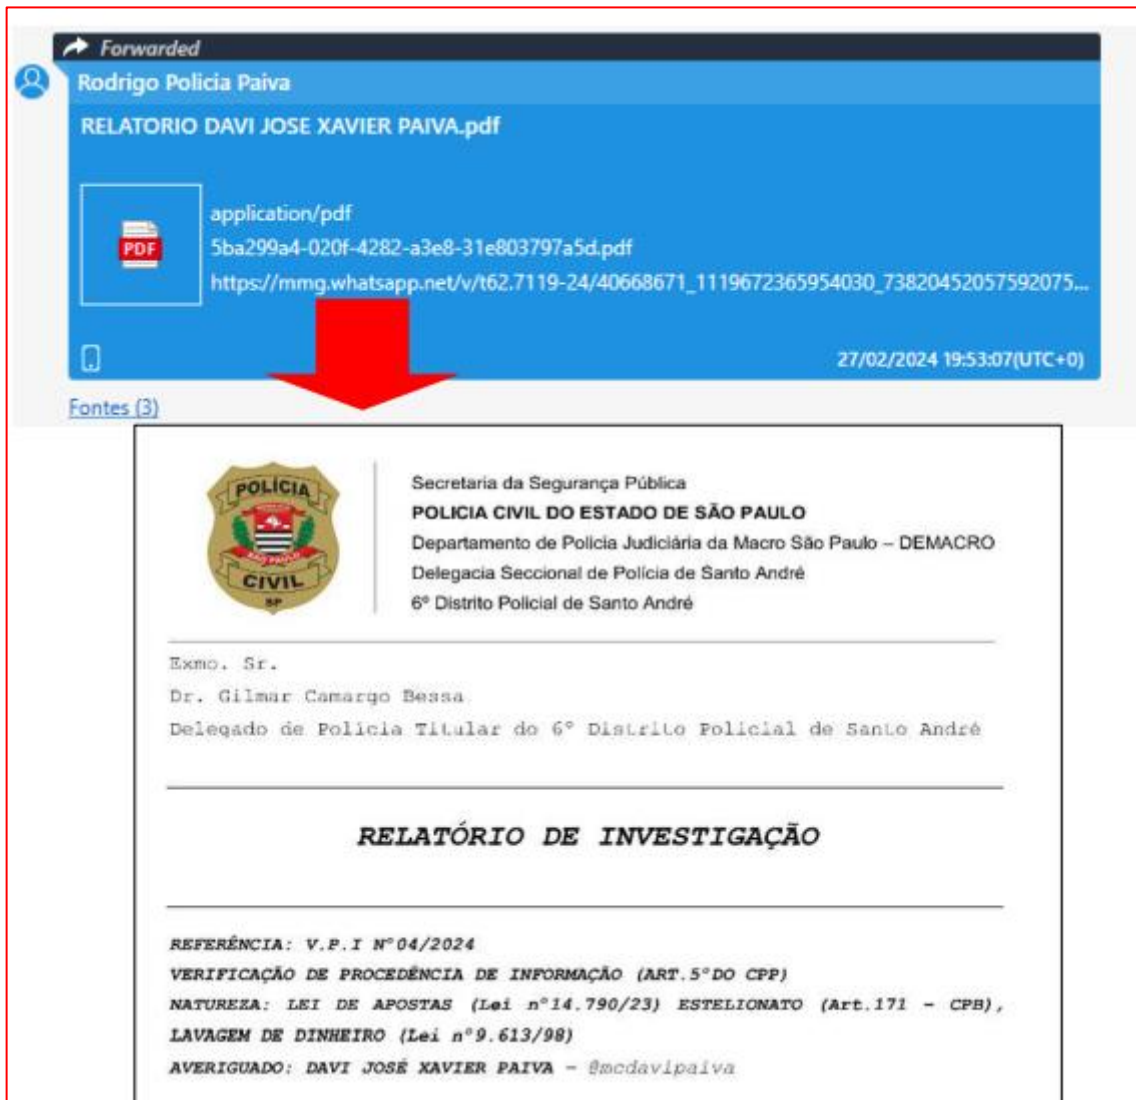 Forwarded
Rodrigo Policia Paiva
RELATORIO DAVI JOSE XAVIER PAIVA.pdf
PDF
application/pdf
5ba299a4-020f-4282-a3e8-31e803797a5d.pdf
https://mmg.whatsapp.net/v/t62.7119-24/40668671_1119672365954030_73820452057592075...
27/02/2024 19:53:07(UTC+0)
Fontes (3)
POLÍCIA
SÃO PAULO
CIVIL
SP
Secretaria da Segurança Pública
POLICIA CIVIL DO ESTADO DE SÃO PAULO
Departamento de Policia Judiciária da Macro São Paulo – DEMACRO
Delegacia Seccional de Polícia de Santo André
6º Distrito Policial de Santo André
Exmo. Sr.
Dr. Gilmar Camargo Bessa
Delegado de Polícia Titular do 6º Distrito Policial de Santo André
RELATÓRIO DE INVESTIGAÇÃO
REFERÊNCIA: V.P.I Nº04/2024
VERIFICAÇÃO DE PROCEDÊNCIA DE INFORMAÇÃO (ART.5ºDO CPP)
NATUREZA: LEI DE APOSTAS (Lei nº14.790/23) ESTELIONATO (Art.171 – CPB),
LAVAGEM DE DINHEIRO (Lei nº9.613/98)
AVERIGUADO: DAVI JOSÉ XAVIER PAIVA – @mcdavipaiva